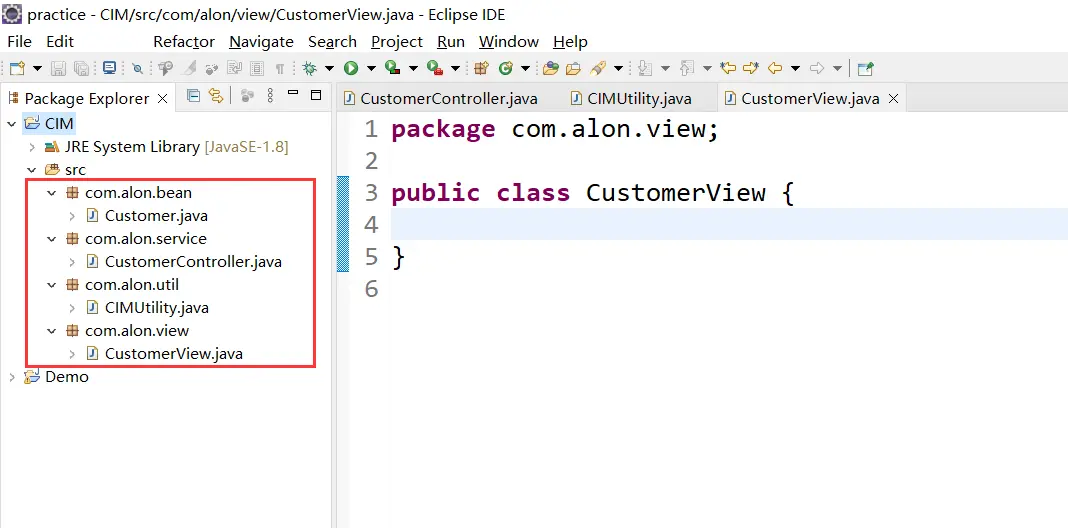 practice - CIM/src/com/alon/view/CustomerView.java - Eclipse IDE
File Edit Refactor Navigate Search Project Run Window Help
Package Explorer
CustomerController.java CIMUtility.java CustomerView.java
CIM
JRE System Library [JavaSE-1.8]
src
com.alon.bean
Customer.java
com.alon.service
CustomerController.java
com.alon.util
CIMUtility.java
com.alon.view
CustomerView.java
Demo
1 package com.alon.view;
2
3 public class CustomerView {
4
5 }
6